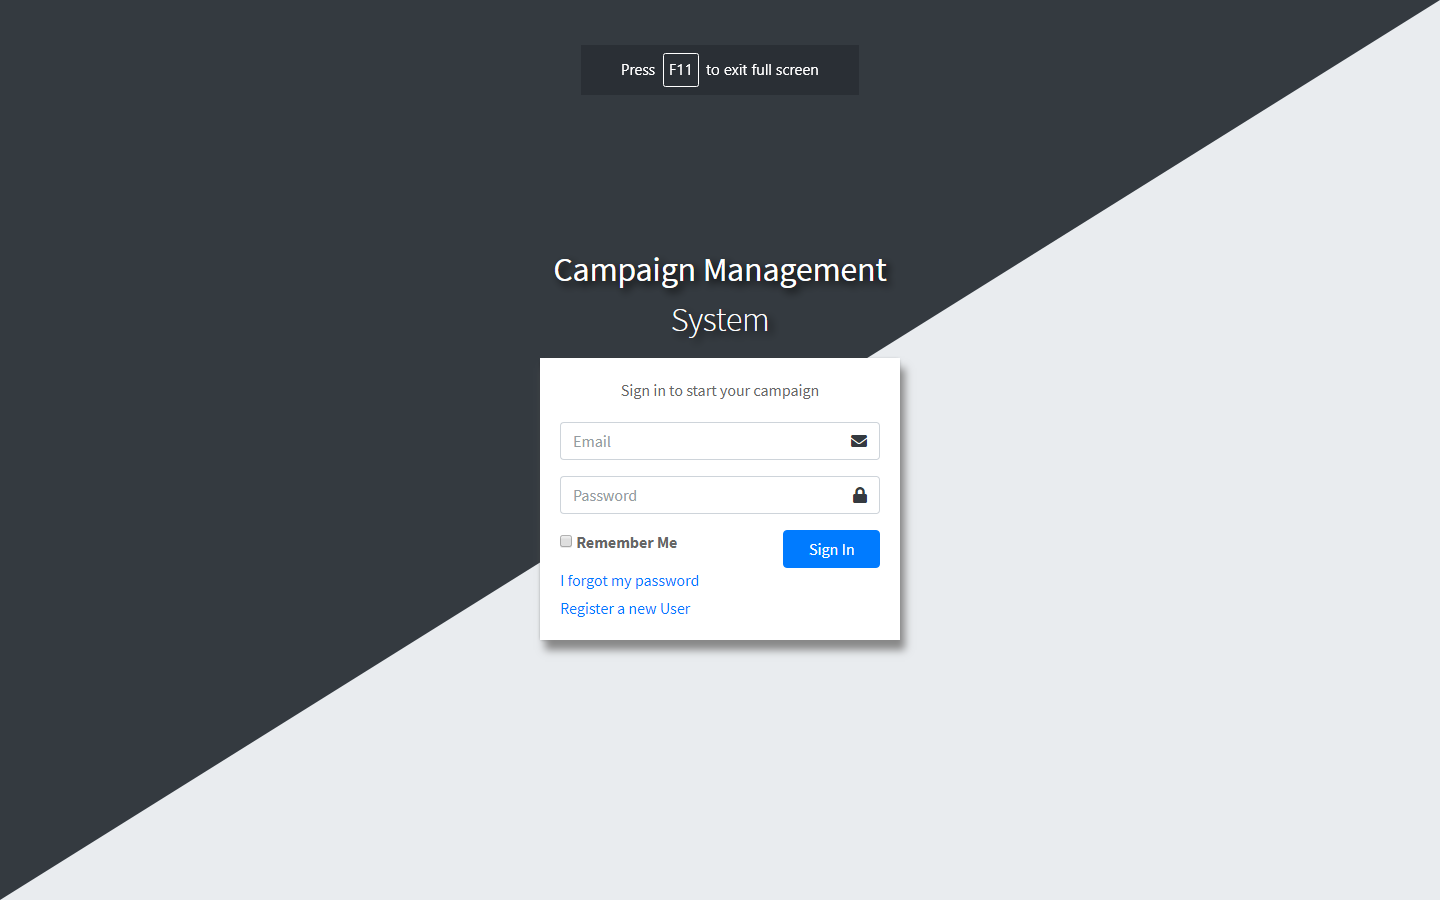 Press F11 to exit full screen
Campaign Management
System
Sign in to start your campaign
Email
Password
Remember Me
Sign In
I forgot my password
Register a new User